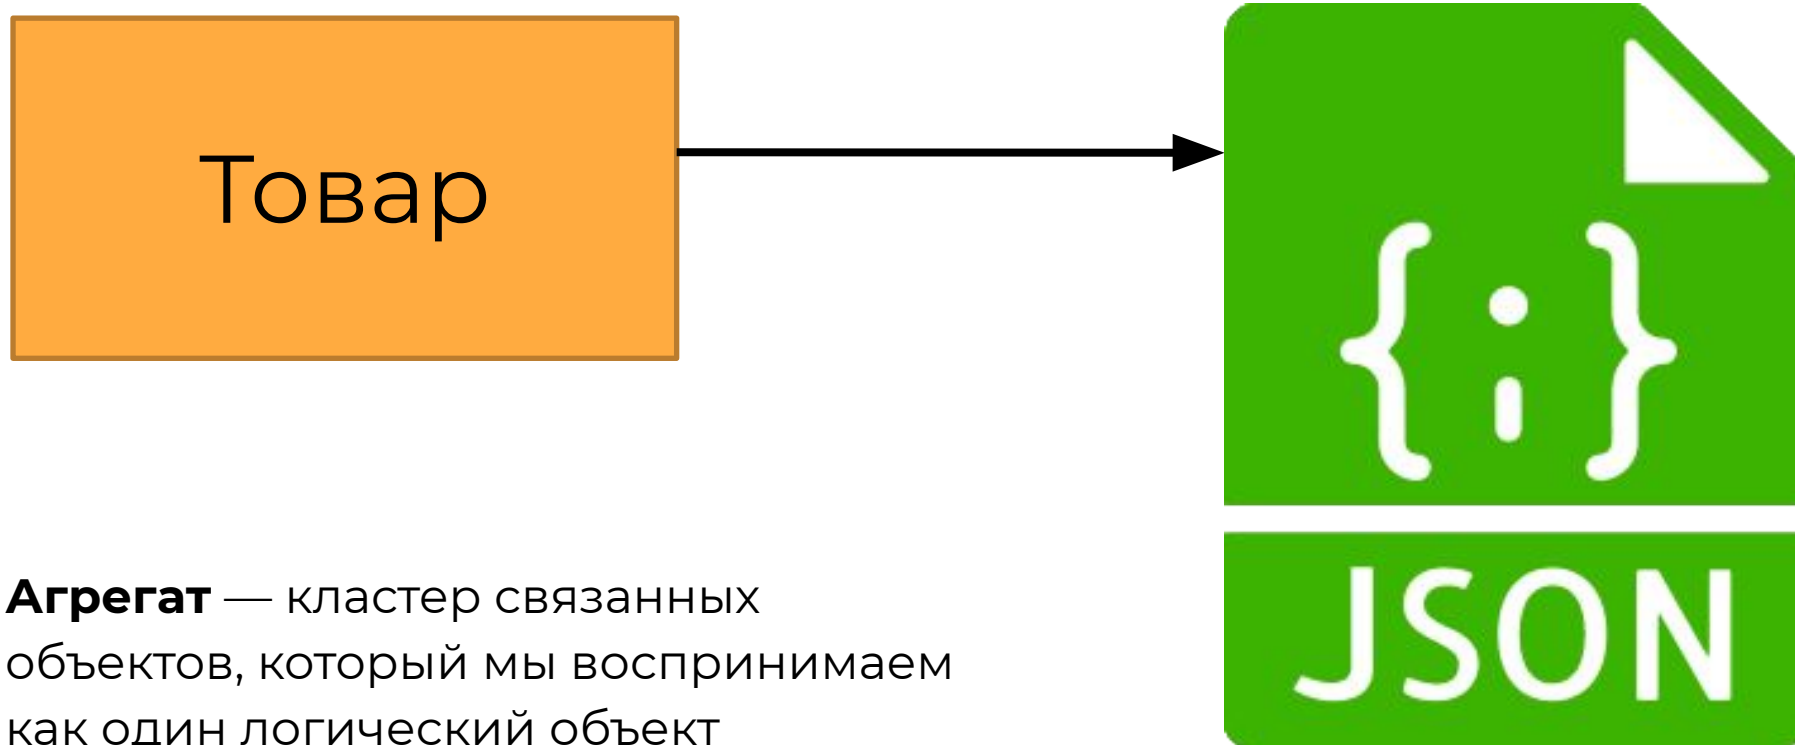 Товар
{;}
JSON
Агрегат — кластер связанных
объектов, который мы воспринимаем
как один логический объект